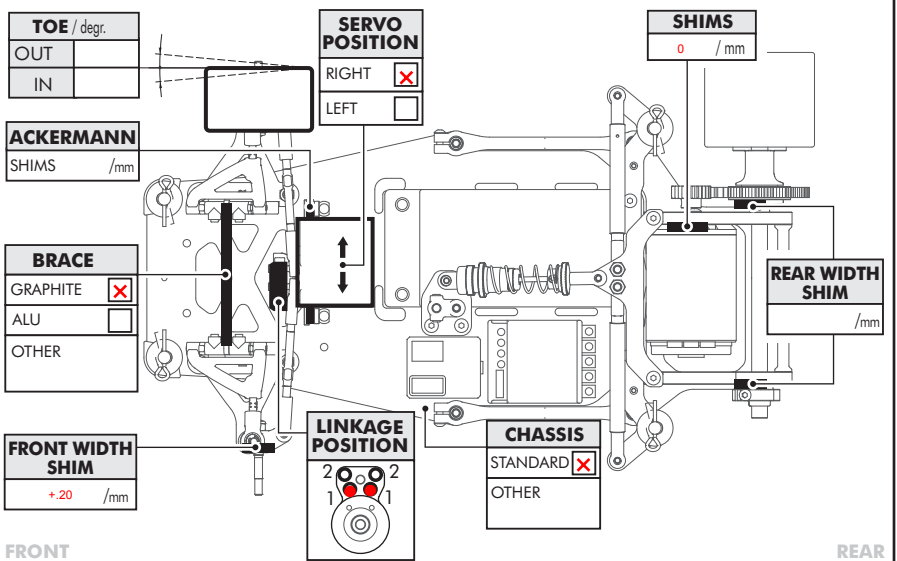 TOE / degr.
OUT
IN
SERVO
POSITION
RIGHT X
LEFT
SHIMS
0 / mm
ACKERMANN
SHIMS /mm
BRACE
GRAPHITE X
ALU
OTHER
REAR WIDTH
SHIM
/mm
FRONT WIDTH
SHIM
+.20 /mm
LINKAGE
POSITION
2 2
1 1
CHASSIS
STANDARD X
OTHER
FRONT
REAR